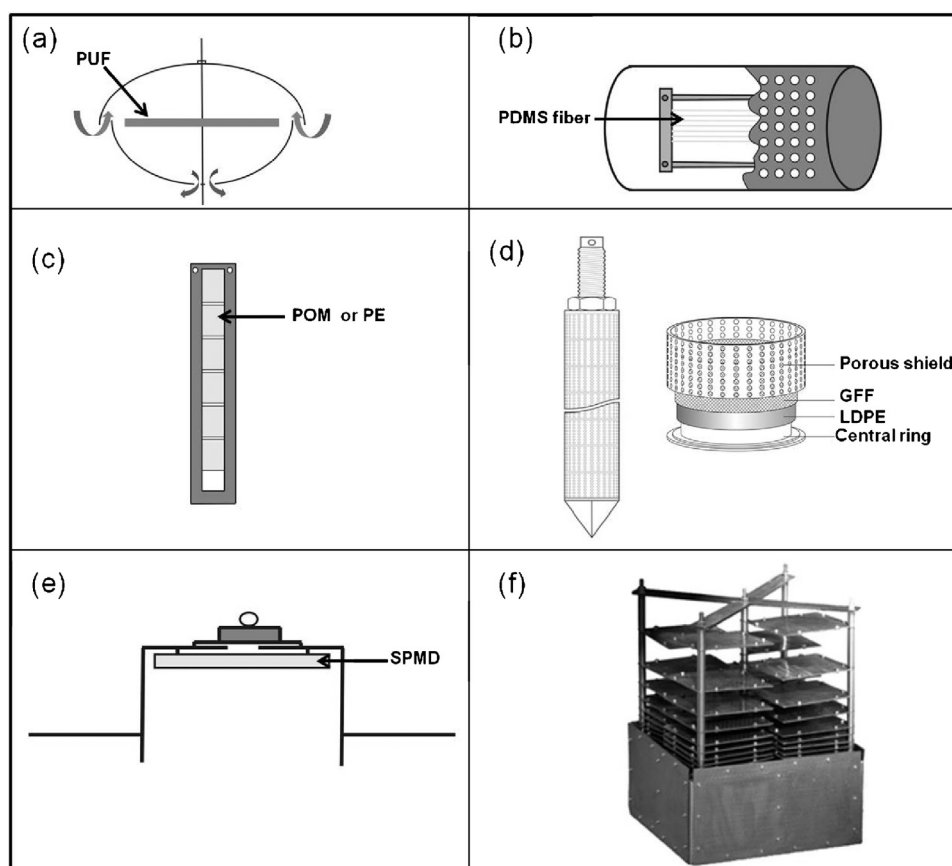 (a)
PUF
(b)
PDMS fiber
(c)
POM or PE
(d)
Porous shield
GFF
LDPE
Central ring
(e)
SPMD
(f)